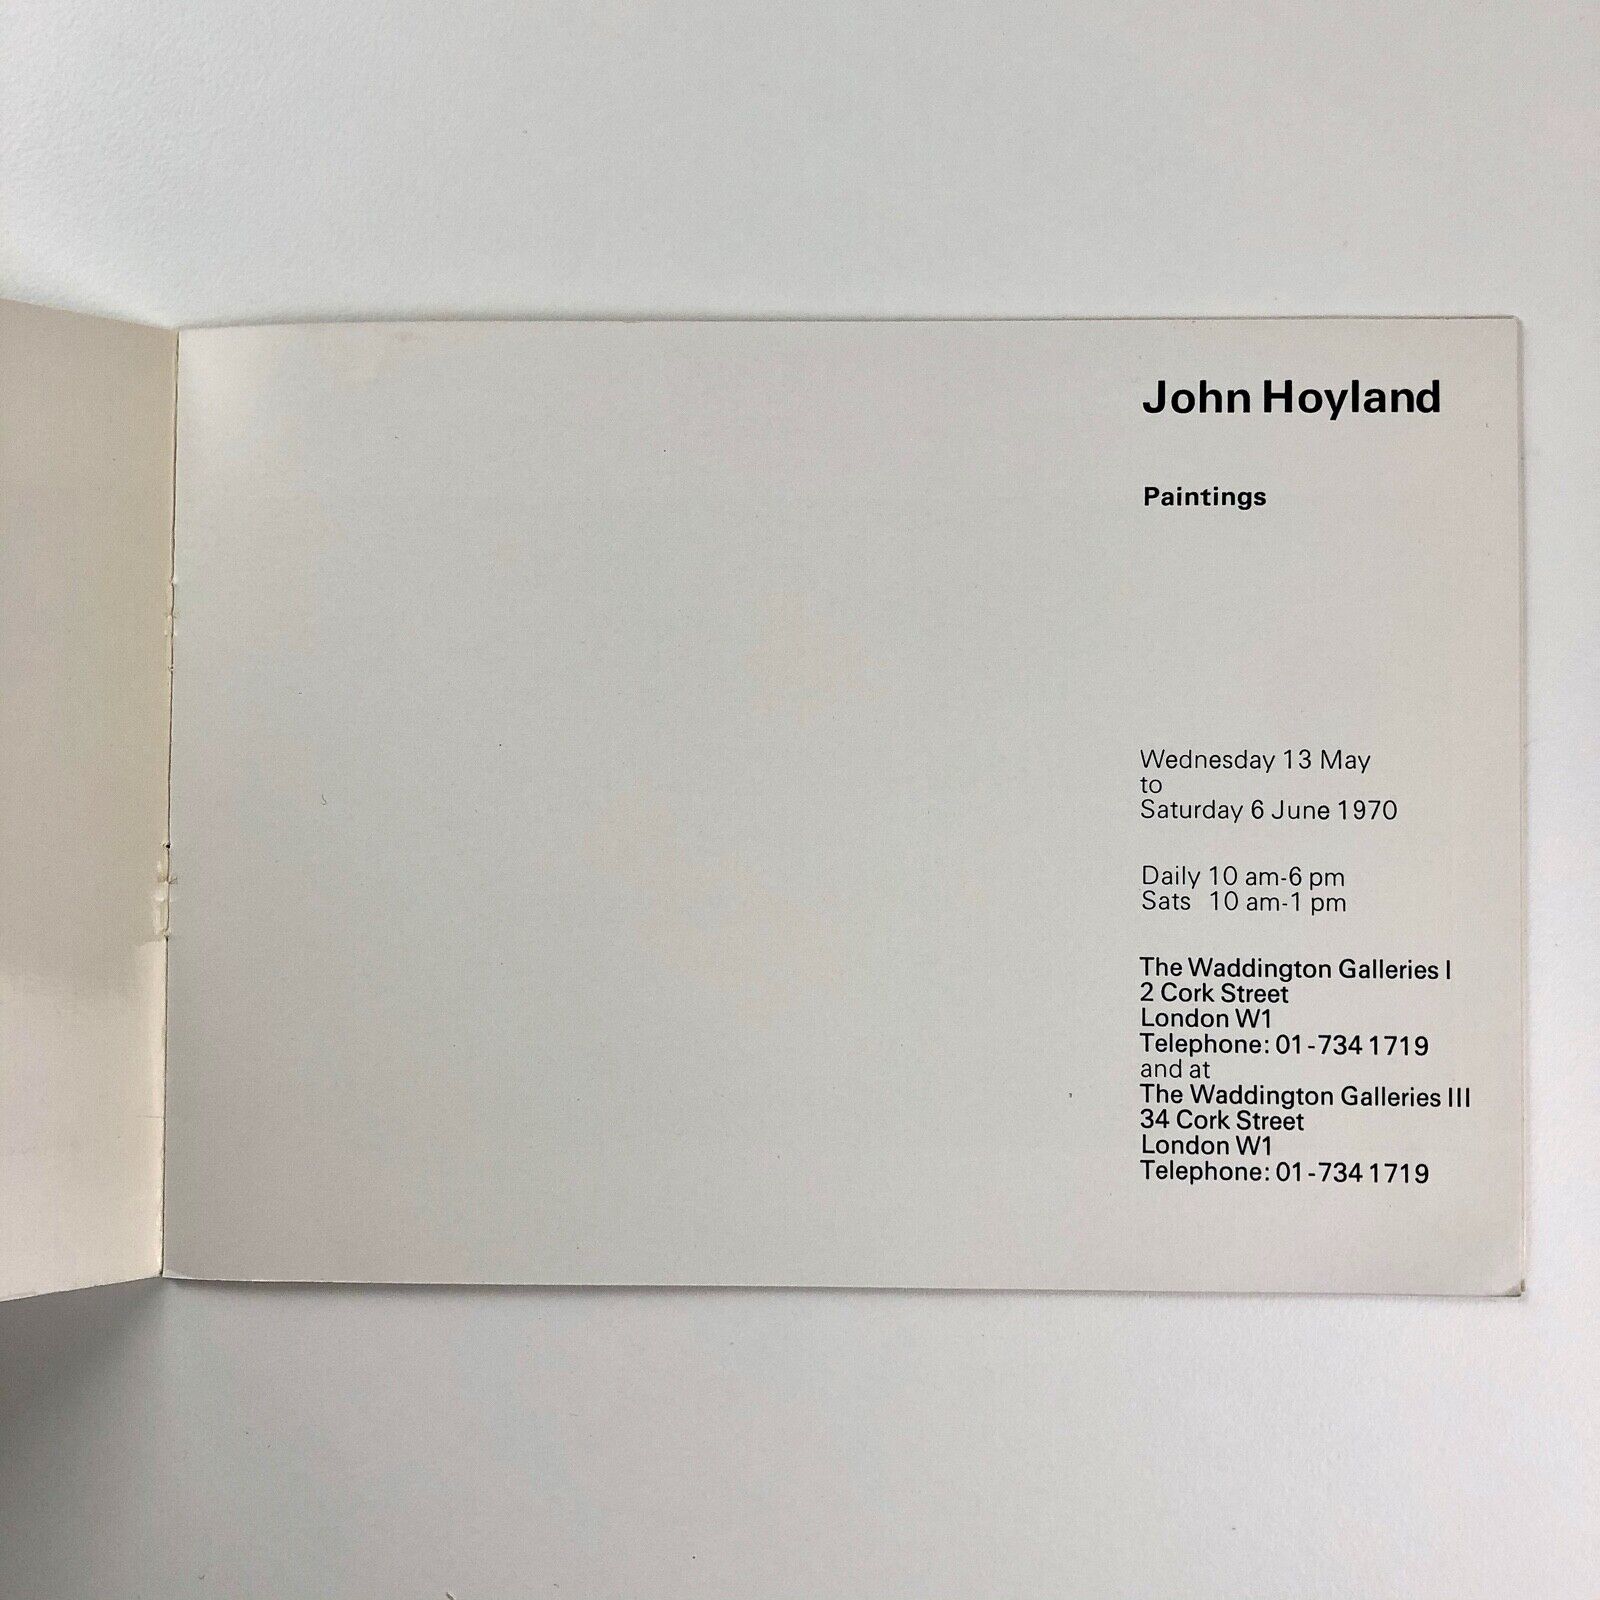 John Hoyland
Paintings
Wednesday 13 May
to
Saturday 6 June 1970
Daily 10 am-6 pm
Sats 10 am-1 pm
The Waddington Galleries I
2 Cork Street
London W1
Telephone: 01-734 1719
and at
The Waddington Galleries III
34 Cork Street
London W1
Telephone: 01-734 1719